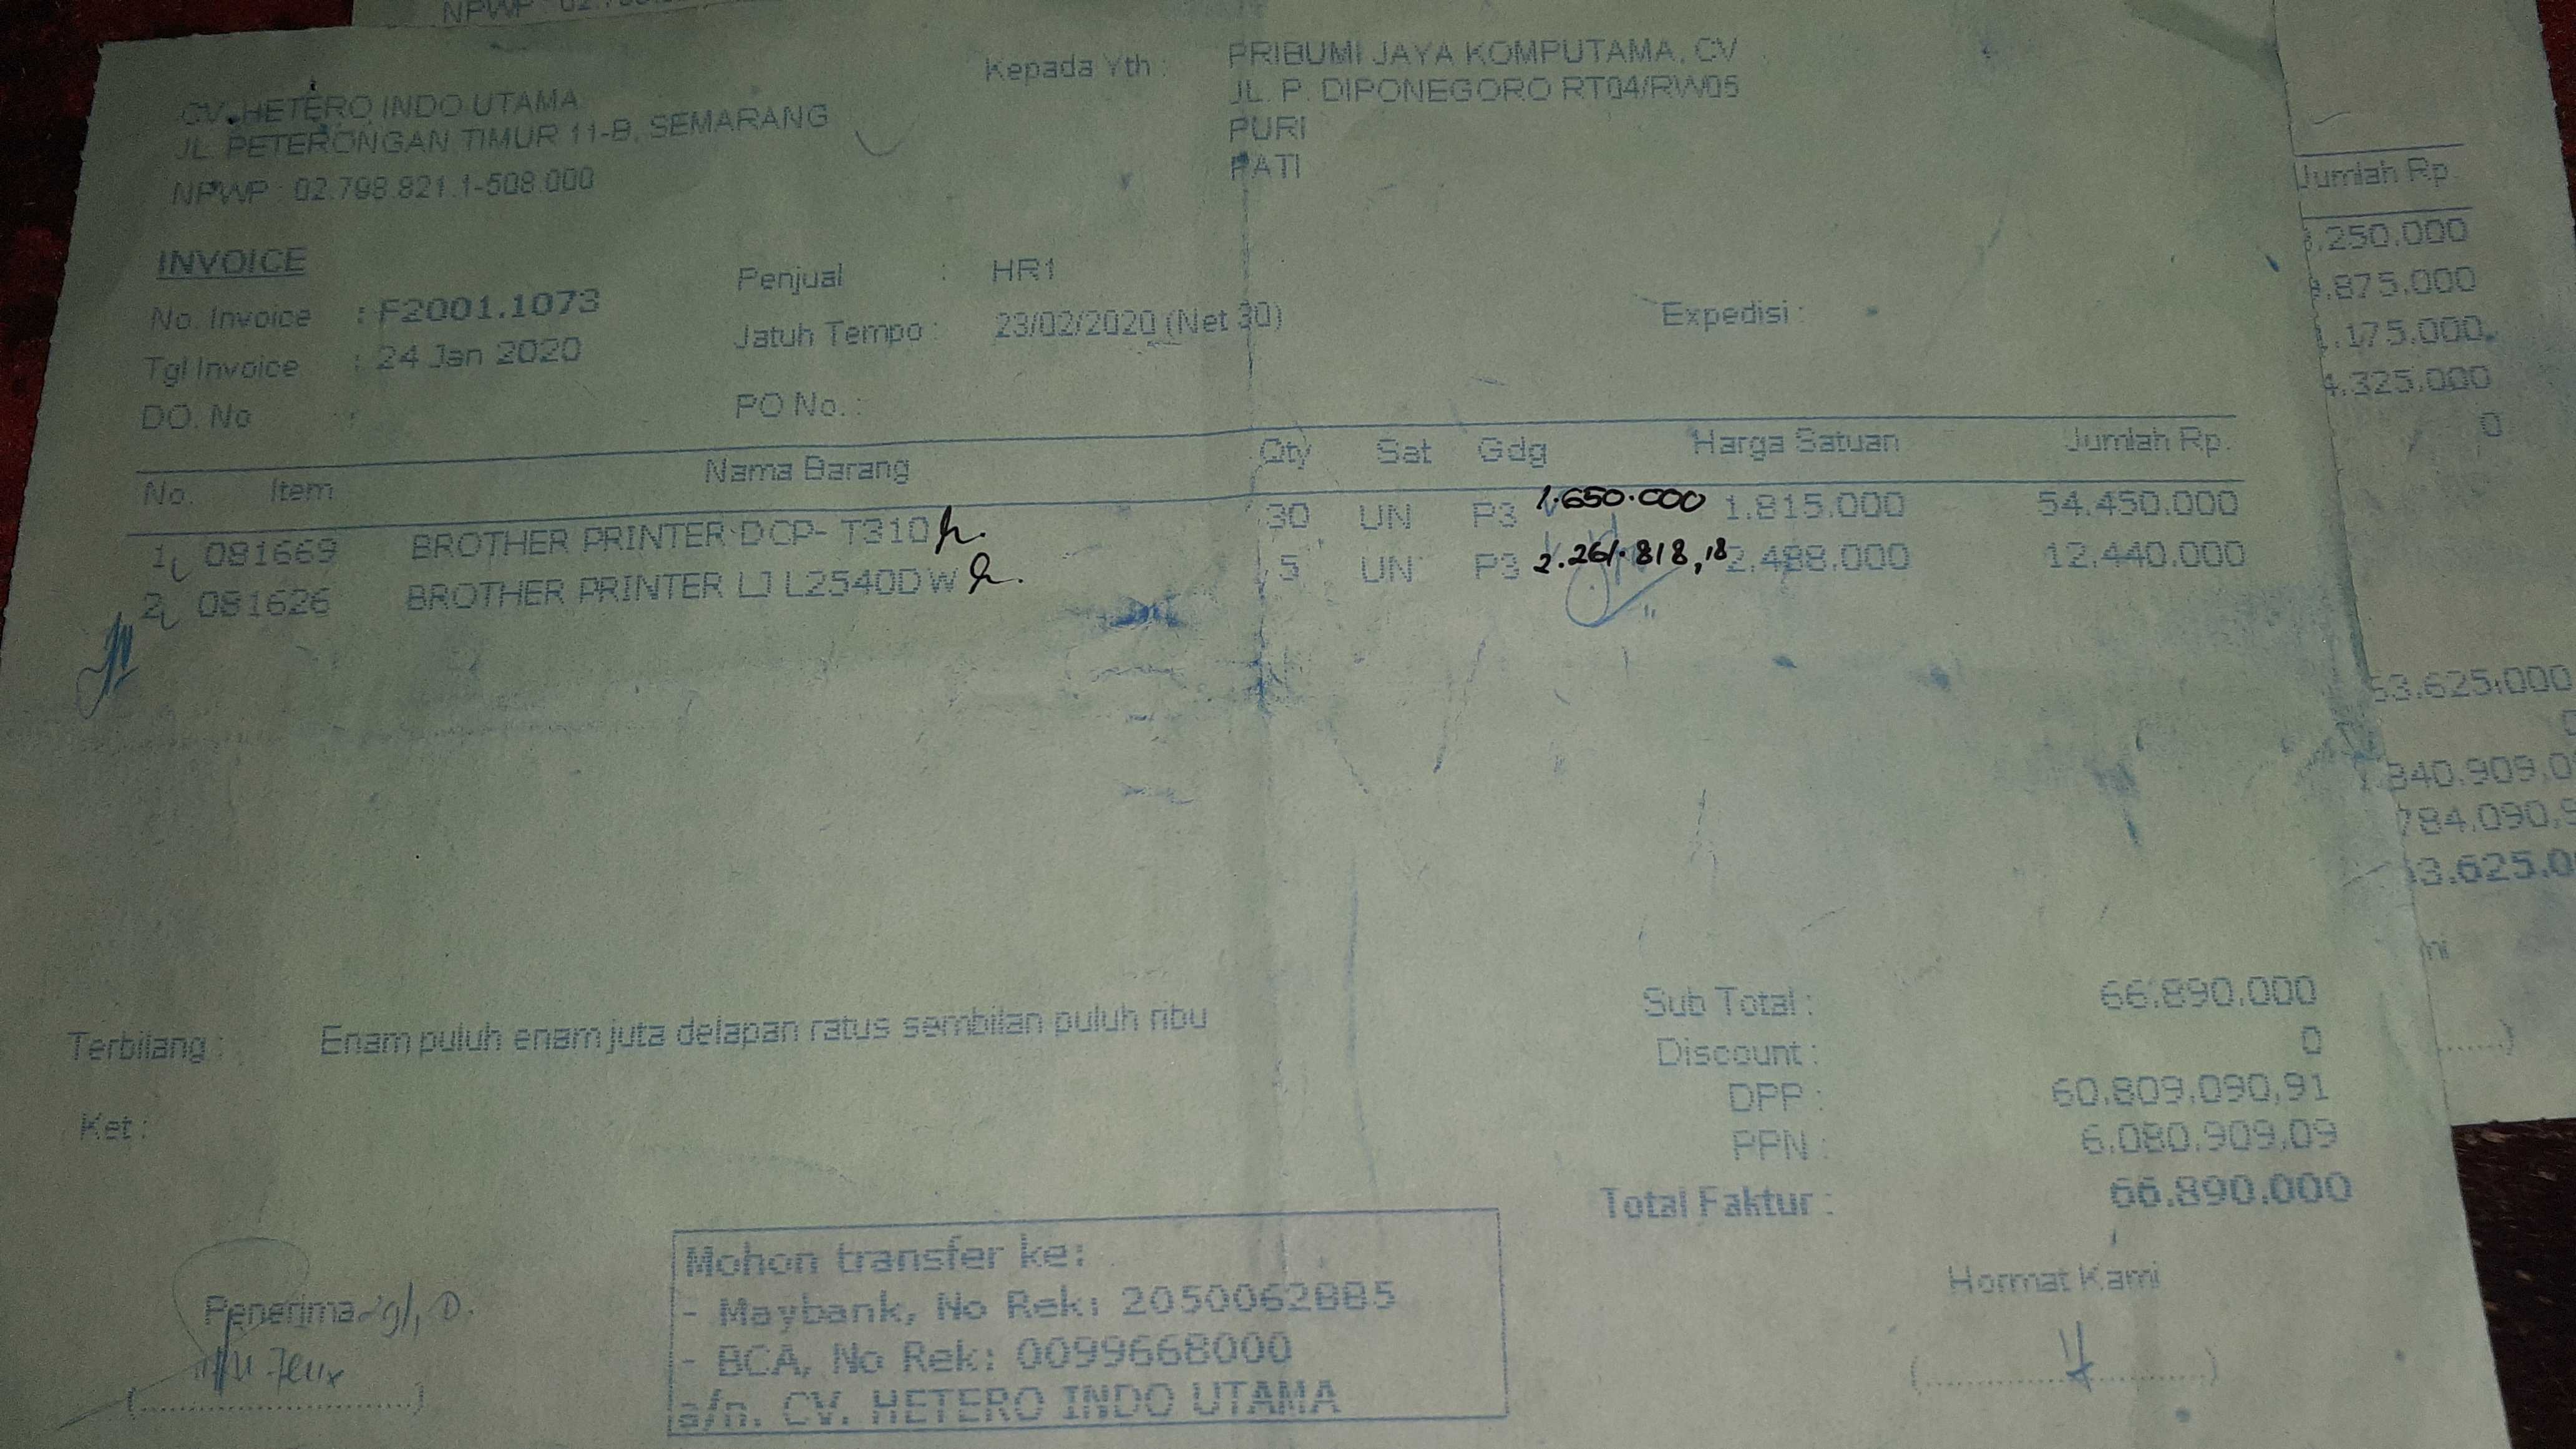 NPWP : 02.798.
CV. HETERO INDO UTAMA
JL. PETERONGAN TIMUR 11-B, SEMARANG
NPWP : 02.798.821.1-508.000
Kepada Yth :
PRIBUMI JAYA KOMPUTAMA, CV
JL. P. DIPONEGORO RT04/RW05
PURI
PATI
INVOICE
No. Invoice : F2001.1073
Tgl Invoice : 24 Jan 2020
DO. No :
Penjual : HR1
Jatuh Tempo : 23/02/2020 (Net 30)
PO No. :
Expedisi :
No. Item Nama Barang Qty Sat Gdg Harga Satuan Jumlah Rp.
1 081669 BROTHER PRINTER DCP- T310 30 UN P3 1.650.000 1.815.000 54.450.000
2 081626 BROTHER PRINTER LJ L2540DW 5 UN P3 2.261.818,18 2.488.000 12.440.000
Terbilang : Enam puluh enam juta delapan ratus sembilan puluh ribu
Ket :
Sub Total : 66.890.000
Discount : 0
DPP : 60.809.090,91
PPN : 6.080.909,09
Total Faktur : 66.890.000
Penerima
Mohon transfer ke:
- Maybank, No Rek: 2050062885
- BCA, No Rek: 0099668000
a/n. CV. HETERO INDO UTAMA
Hormat Kami
Jumlah Rp.
.250.000
.875.000
.175.000
4.325.000
0
53.625.000
840.909,0
784.090,9
3.625.0